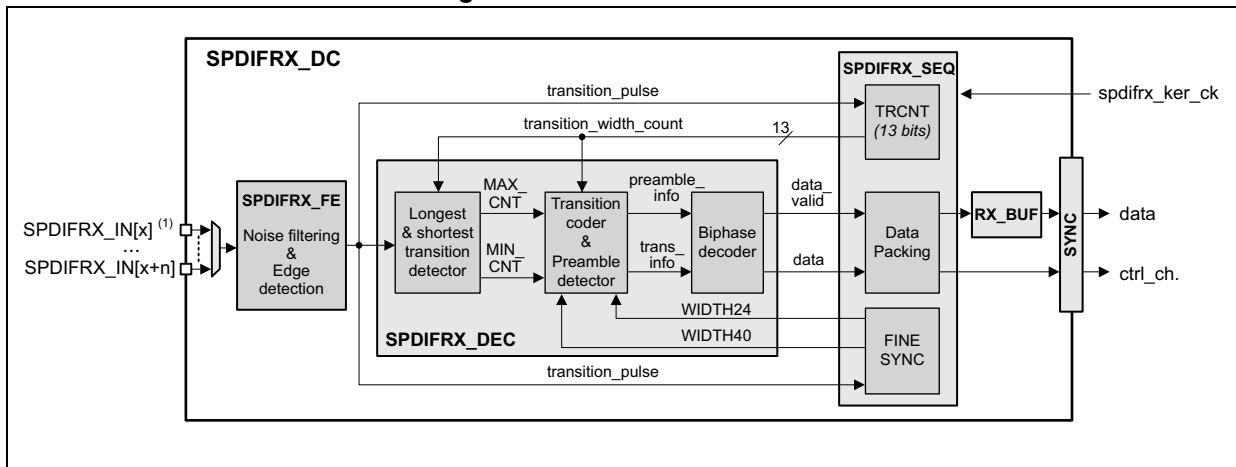 SPDIFRX_DC
SPDIFRX_SEQ
transition_pulse
spdifrx_ker_ck
TRCNT
(13 bits)
transition_width_count
13
SPDIFRX_FE
Noise filtering
&
Edge
detection
SPDIFRX_IN[x] (1)
...
SPDIFRX_IN[x+n]
Longest
& shortest
transition
detector
MAX_
CNT
MIN_
CNT
Transition
coder
&
Preamble
detector
preamble_
info
trans_
info
Biphase
decoder
data_
valid
data
Data
Packing
RX_BUF
SYNC
data
ctrl_ch.
WIDTH24
WIDTH40
SPDIFRX_DEC
FINE
SYNC
transition_pulse